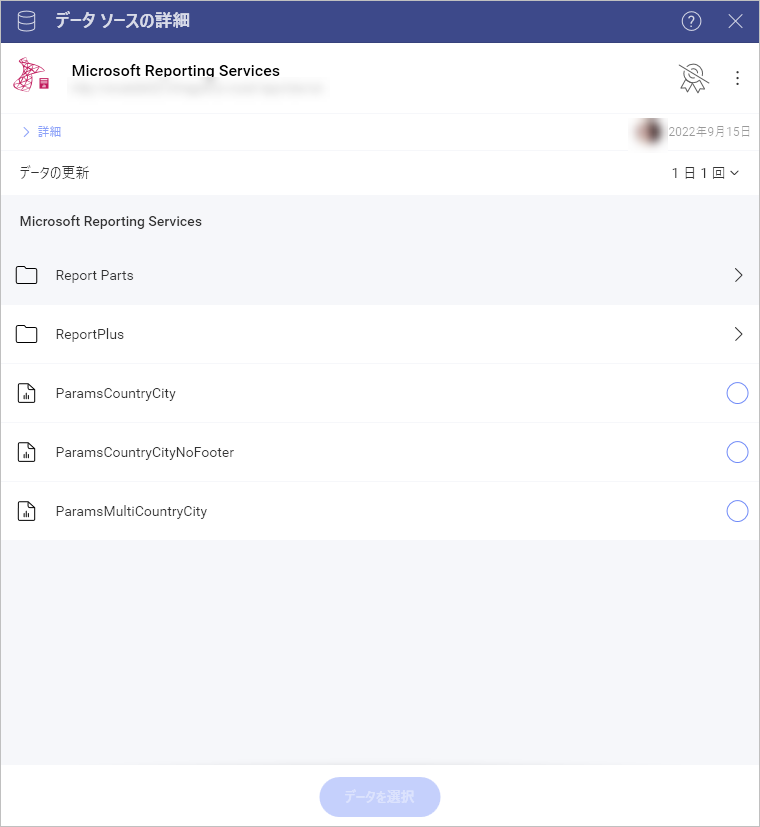 データ ソースの詳細
Microsoft Reporting Services
詳細
2022年9月15日
データの更新
1 日 1 回
Microsoft Reporting Services
Report Parts
ReportPlus
ParamsCountryCity
ParamsCountryCityNoFooter
ParamsMultiCountryCity
データを選択